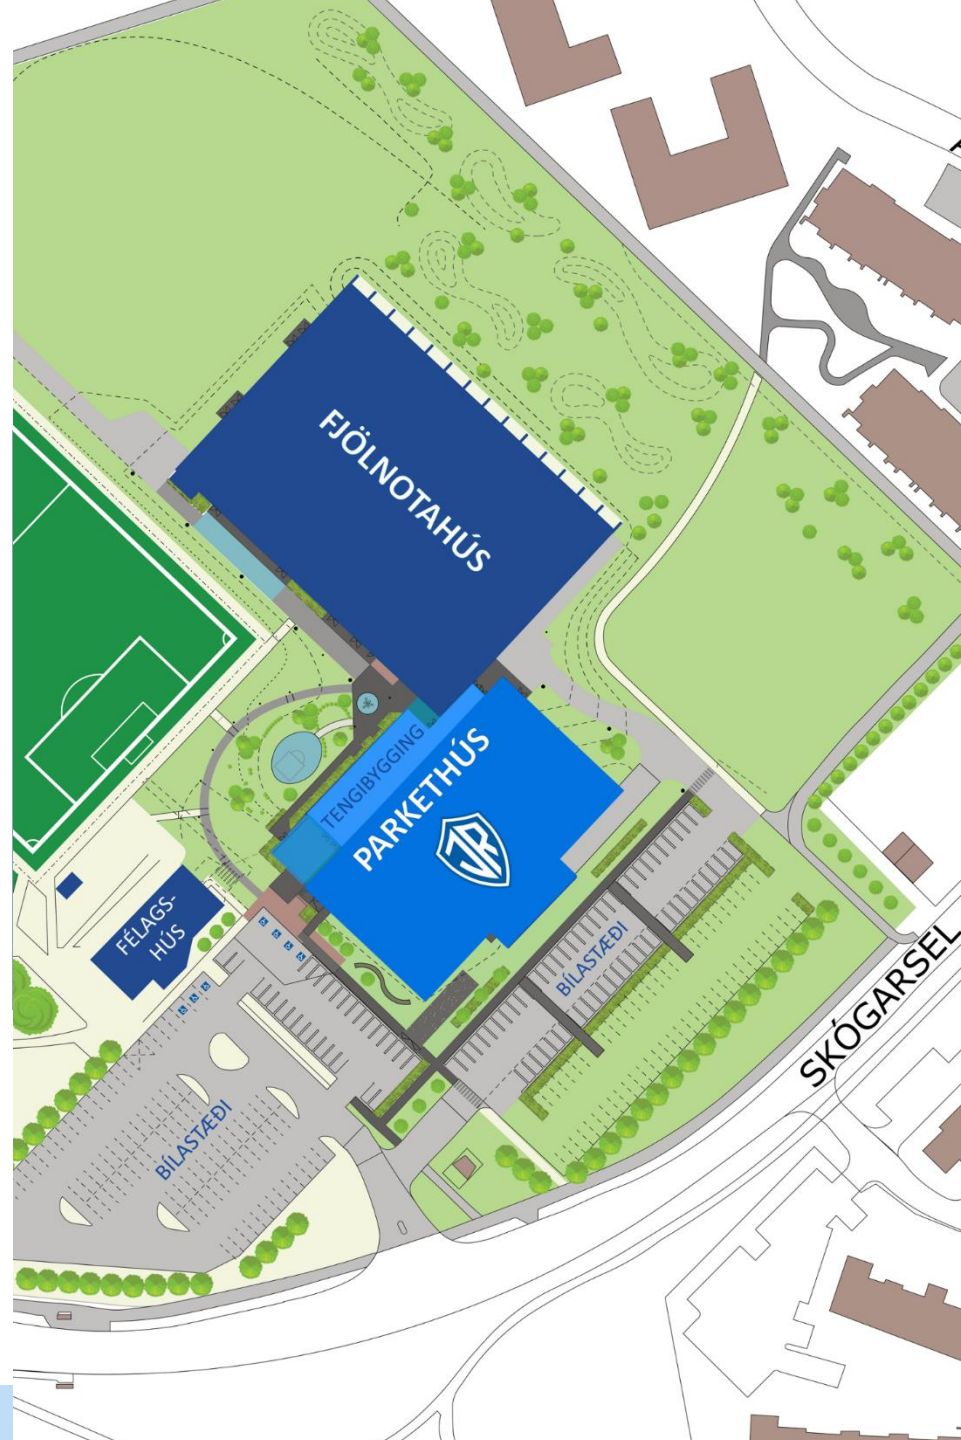 FJÖLNOTAHÚS
TENGIBYGGING
PARKETHÚS
ÍR
FÉLAGS-
HÚS
BÍLASTÆÐI
SKÓGARSEL
BÍLASTÆÐI